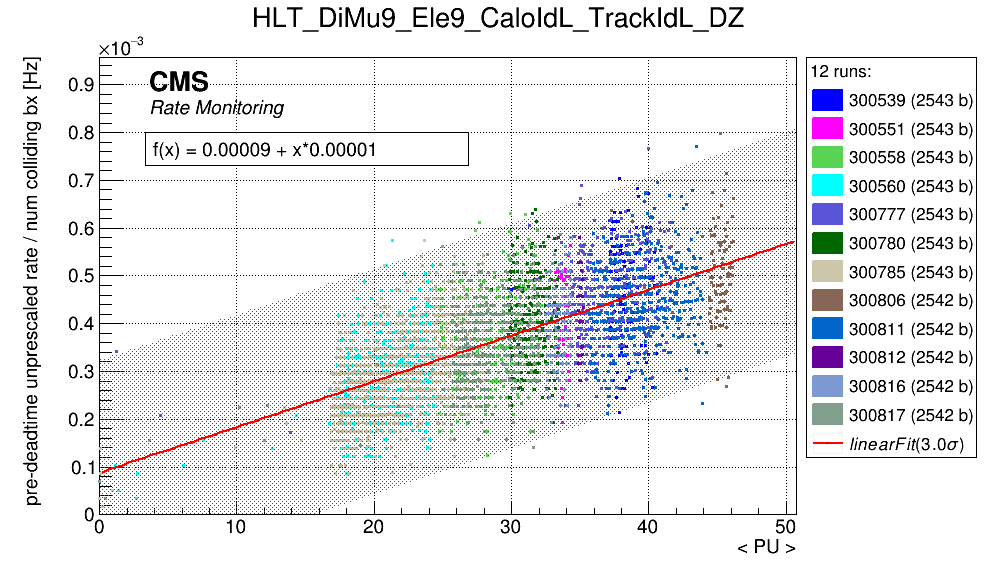 HLT_DiMu9_Ele9_CaloIdL_TrackIdL_DZ
×10⁻³
pre-deadtime unprescaled rate / num colliding bx [Hz]
CMS
Rate Monitoring
f(x) = 0.00009 + x*0.00001
0.9
0.8
0.7
0.6
0.5
0.4
0.3
0.2
0.1
0
0 10 20 30 40 50
< PU >
12 runs:
300539 (2543 b)
300551 (2543 b)
300558 (2543 b)
300560 (2542 b)
300777 (2543 b)
300780 (2543 b)
300785 (2543 b)
300806 (2542 b)
300811 (2542 b)
300812 (2542 b)
300816 (2542 b)
300817 (2542 b)
linearFit(3.0σ)